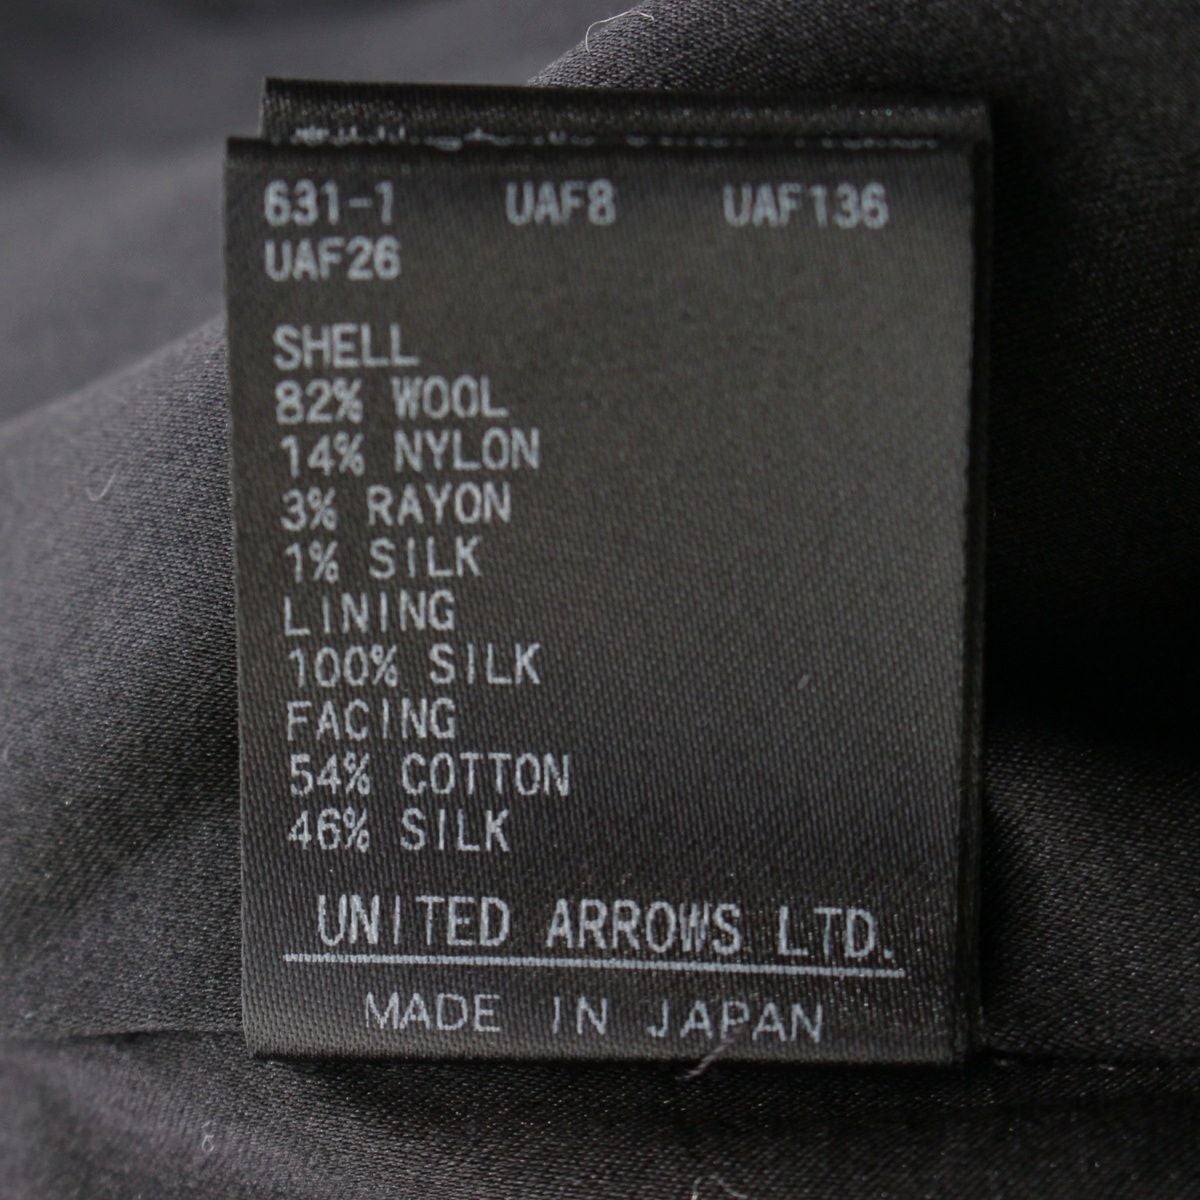 631-1 UAF8 UAF136
UAF26
SHELL
82% WOOL
14% NYLON
3% RAYON
1% SILK
LINING
100% SILK
FACING
54% COTTON
46% SILK
UNITED ARROWS LTD.
MADE IN JAPAN